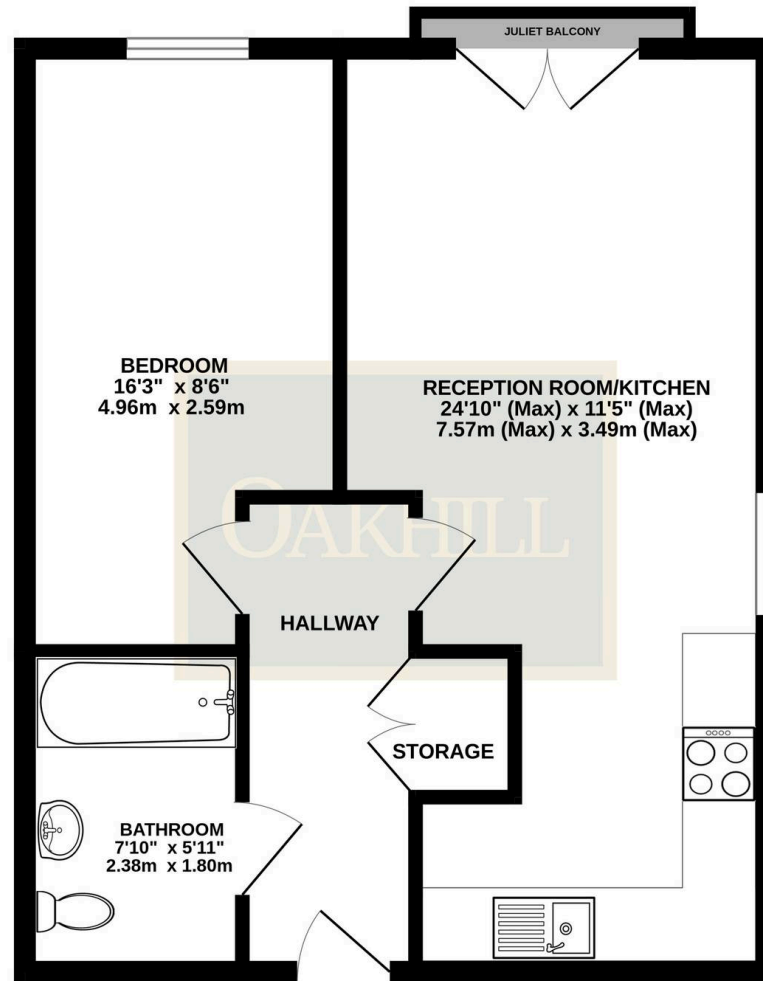 JULIET BALCONY
BEDROOM
16'3" x 8'6"
4.96m x 2.59m
RECEPTION ROOM/KITCHEN
24'10" (Max) x 11'5" (Max)
7.57m (Max) x 3.49m (Max)
OAKHILL
HALLWAY
STORAGE
BATHROOM
7'10" x 5'11"
2.38m x 1.80m